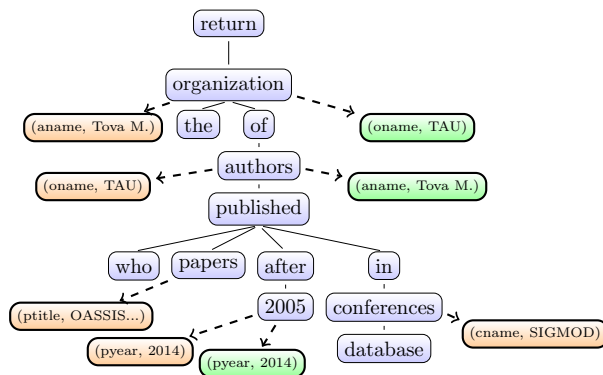 return
organization
(aname, Tova M.) the of (oname, TAU)
authors
(oname, TAU) (aname, Tova M.)
published
who papers after in
(ptitle, OASSIS...) 2005 conferences
(pyear, 2014) (pyear, 2014) database (cname, SIGMOD)